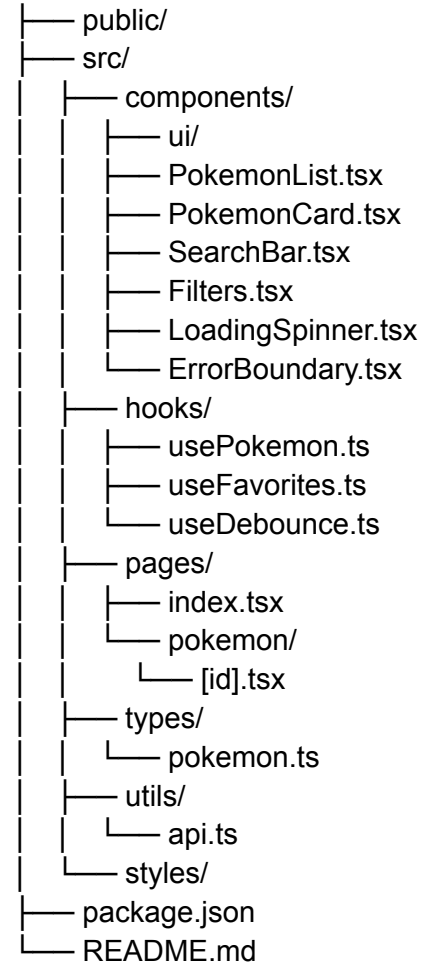 ├── public/
├── src/
│   ├── components/
│   │   ├── ui/
│   │   ├── PokemonList.tsx
│   │   ├── PokemonCard.tsx
│   │   ├── SearchBar.tsx
│   │   ├── Filters.tsx
│   │   ├── LoadingSpinner.tsx
│   │   └── ErrorBoundary.tsx
│   ├── hooks/
│   │   ├── usePokemon.ts
│   │   ├── useFavorites.ts
│   │   └── useDebounce.ts
│   ├── pages/
│   │   ├── index.tsx
│   │   └── pokemon/
│   │       └── [id].tsx
│   ├── types/
│   │   └── pokemon.ts
│   ├── utils/
│   │   └── api.ts
│   └── styles/
├── package.json
└── README.md